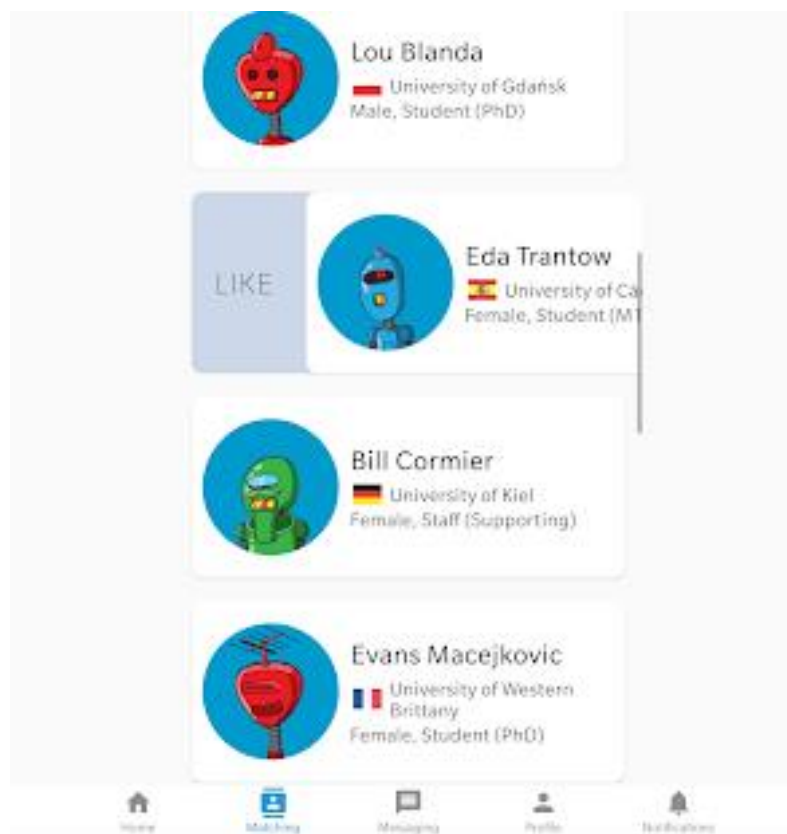 Lou Blanda
University of Gdańsk
Male, Student (PhD)
LIKE
Eda Trantow
University of Ca
Female, Student (M
Bill Cormier
University of Kiel
Female, Staff (Supporting)
Evans Macejkovic
University of Western
Brittany
Female, Student (PhD)
Home
Matching
Messaging
Profile
Notifications